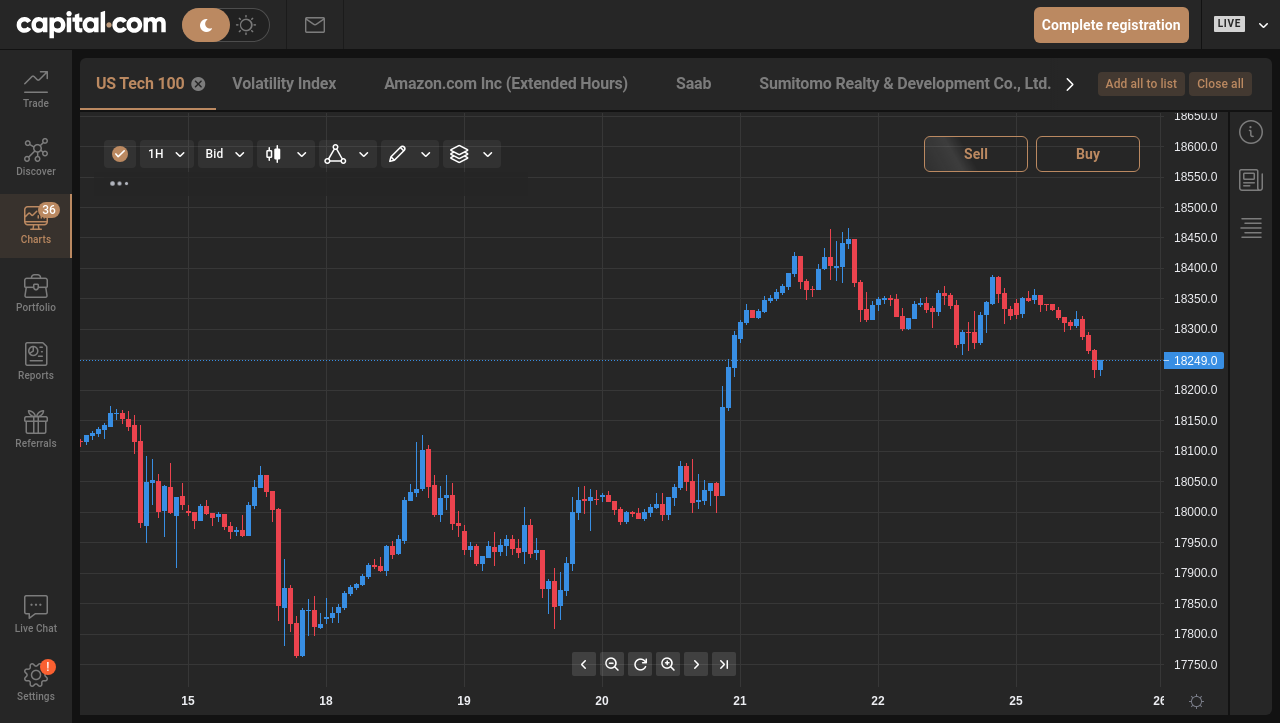 capital.com
Complete registration
LIVE
Trade
Discover
36
Charts
Portfolio
Reports
Referrals
Live Chat
!
Settings
US Tech 100
Volatility Index
Amazon.com Inc (Extended Hours)
Saab
Sumitomo Realty & Development Co., Ltd.
Add all to list
Close all
1H
Bid
Sell
Buy
18650.0
18600.0
18550.0
18500.0
18450.0
18400.0
18350.0
18300.0
18249.0
18200.0
18150.0
18100.0
18050.0
18000.0
17950.0
17900.0
17850.0
17800.0
17750.0
15
18
19
20
21
22
25
26